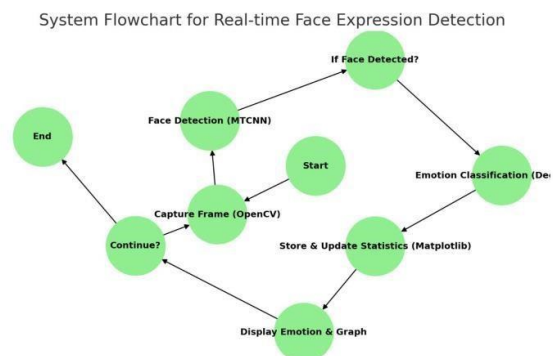 System Flowchart for Real-time Face Expression Detection
If Face Detected?
Face Detection (MTCNN)
End
Start
Emotion Classification (De
Capture Frame (OpenCV)
Continue?
Store & Update Statistics (Matplotlib)
Display Emotion & Graph